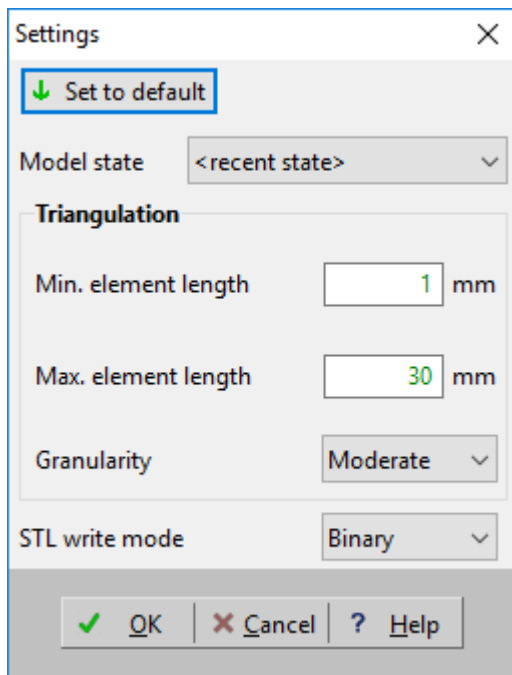 Settings
Set to default
Model state <recent state>
Triangulation
Min. element length 1 mm
Max. element length 30 mm
Granularity Moderate
STL write mode Binary
OK Cancel ? Help